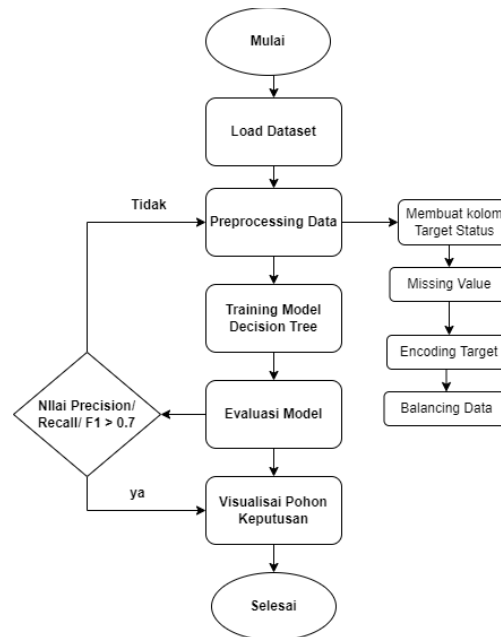 Mulai
Load Dataset
Tidak
Preprocessing Data
Membuat kolom
Target Status
Missing Value
Training Model
Decision Tree
Encoding Target
NIlai Precision/
Recall/ F1 > 0.7
Evaluasi Model
Balancing Data
ya
Visualisai Pohon
Keputusan
Selesai